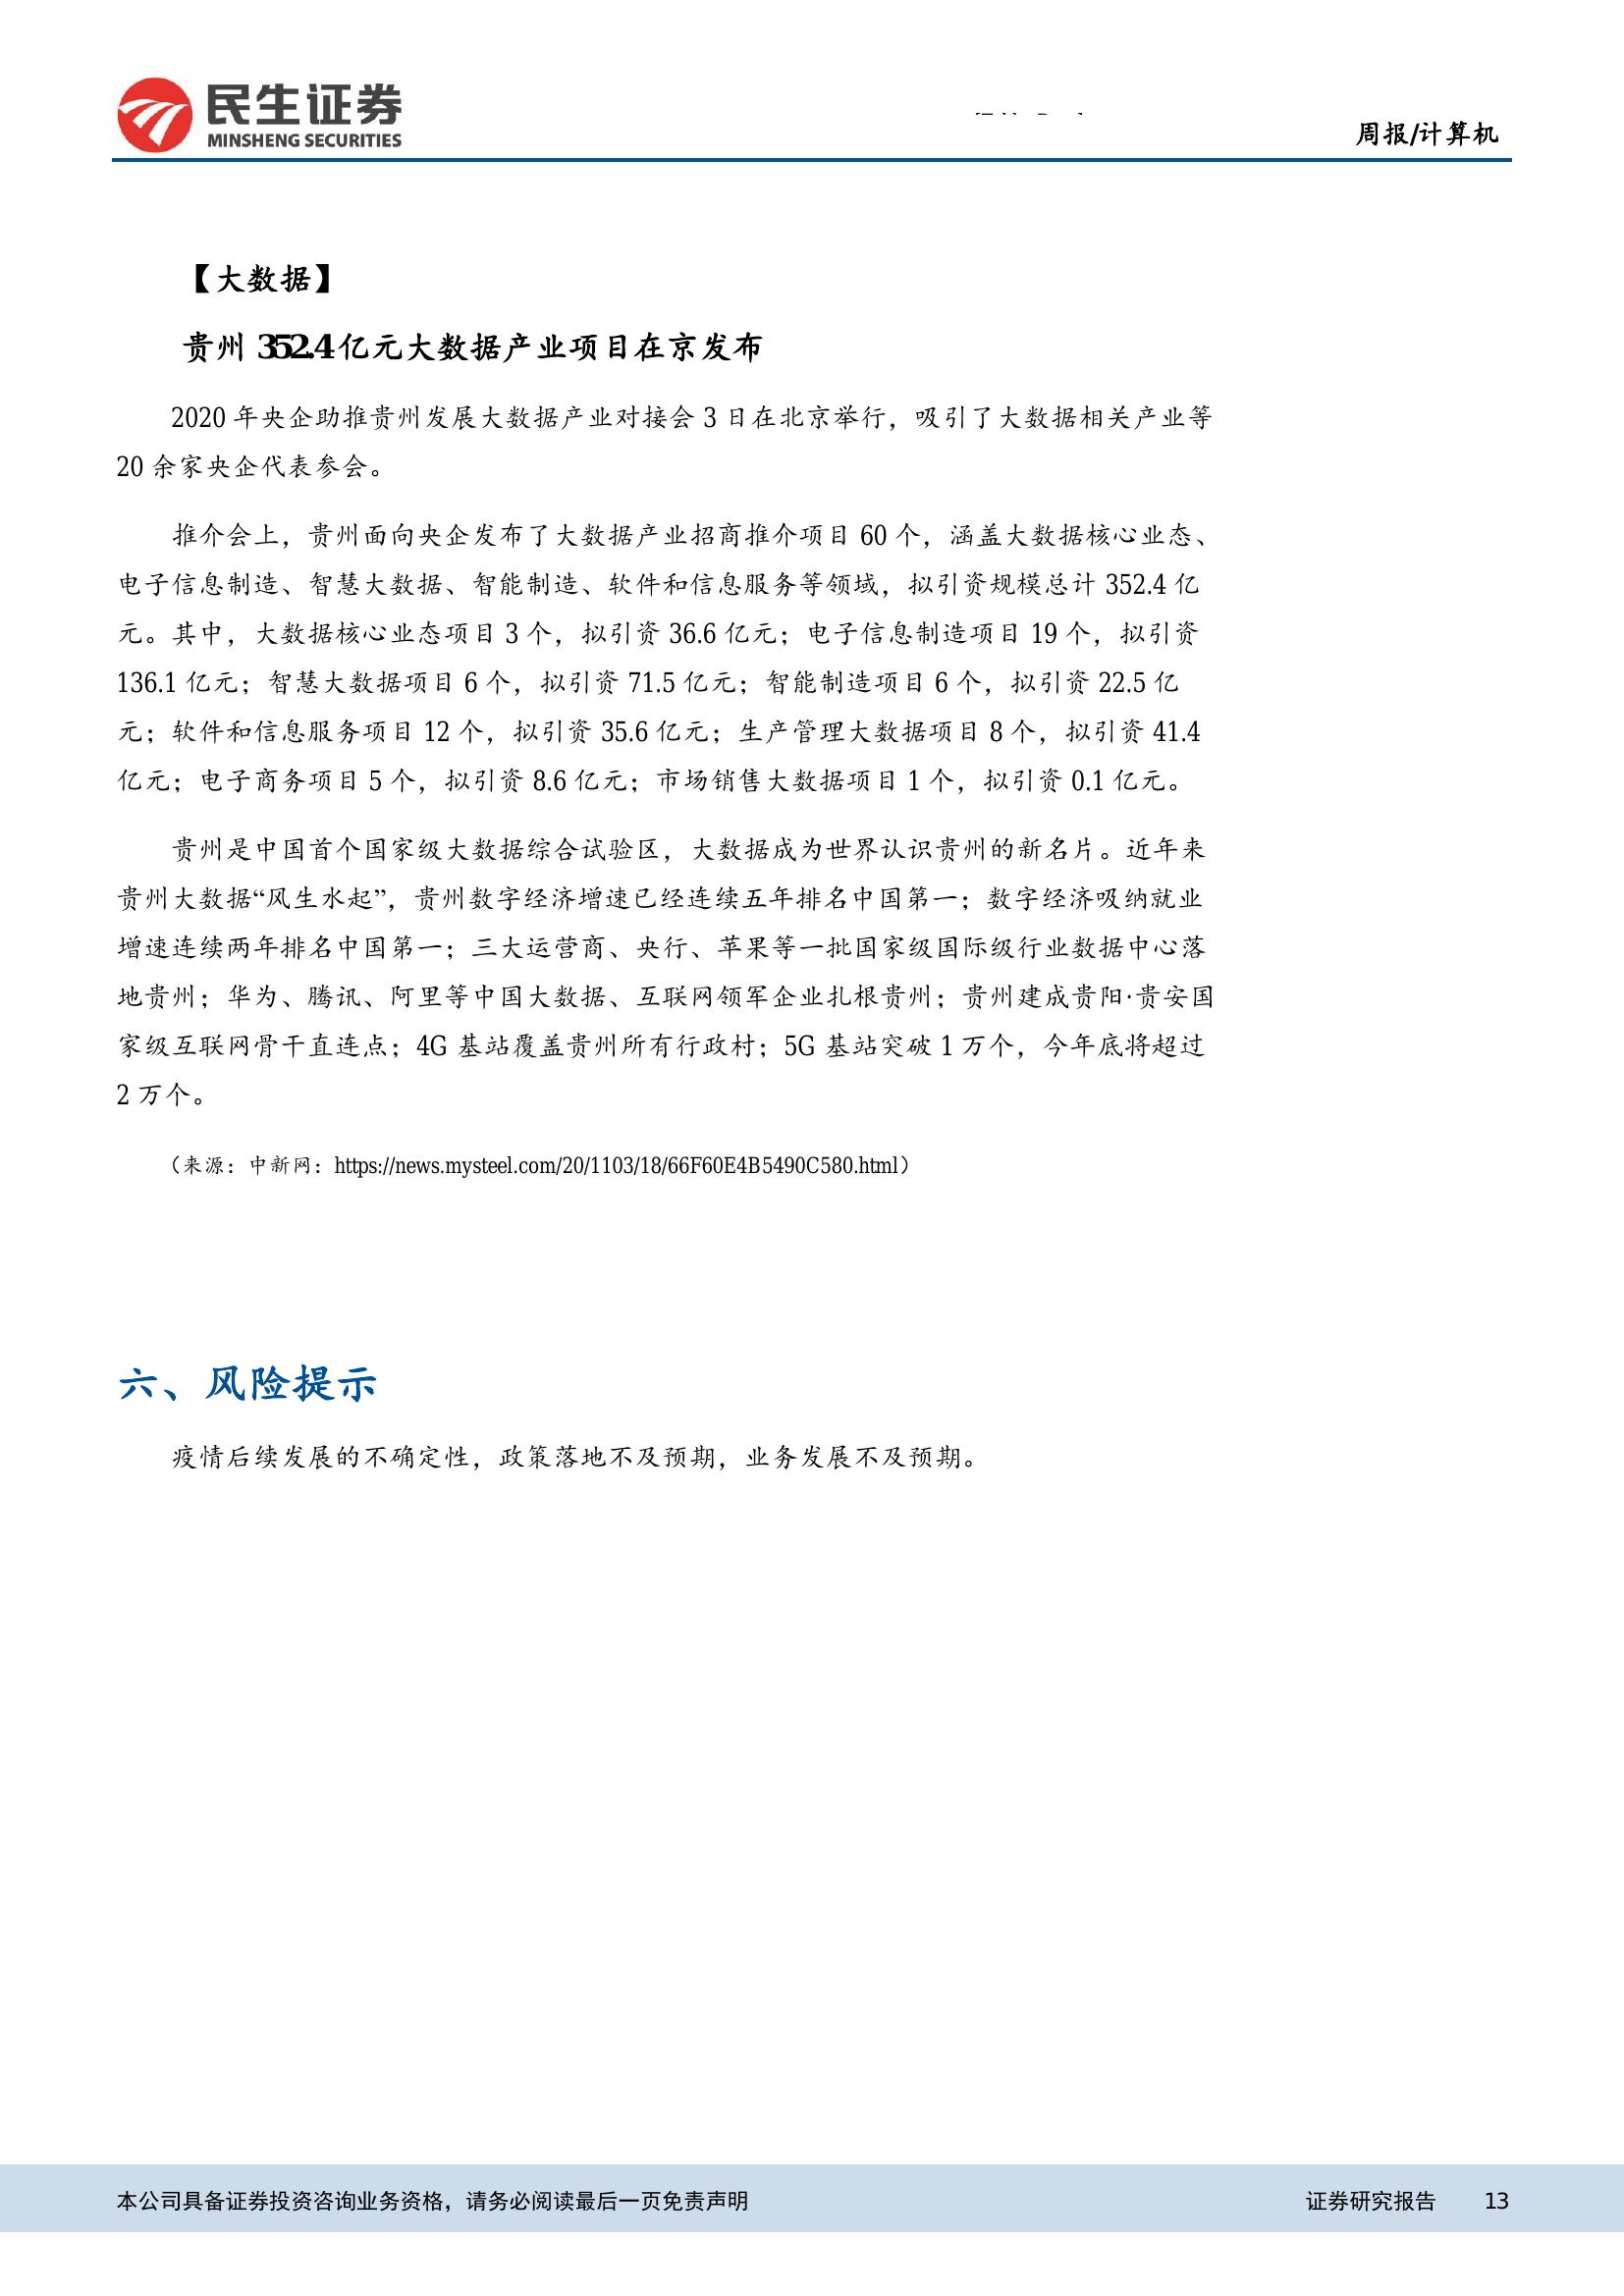 民生证券
MINSHENG SECURITIES
周报/计算机
【大数据】
贵州 352.4 亿元大数据产业项目在京发布
2020 年央企助推贵州发展大数据产业对接会 3 日在北京举行，吸引了大数据相关产业等
20 余家央企代表参会。
推介会上，贵州面向央企发布了大数据产业招商推介项目 60 个，涵盖大数据核心业态、
电子信息制造、智慧大数据、智能制造、软件和信息服务等领域，拟引资规模总计 352.4 亿
元。其中，大数据核心业态项目 3 个，拟引资 36.6 亿元；电子信息制造项目 19 个，拟引资
136.1 亿元；智慧大数据项目 6 个，拟引资 71.5 亿元；智能制造项目 6 个，拟引资 22.5 亿
元；软件和信息服务项目 12 个，拟引资 35.6 亿元；生产管理大数据项目 8 个，拟引资 41.4
亿元；电子商务项目 5 个，拟引资 8.6 亿元；市场销售大数据项目 1 个，拟引资 0.1 亿元。
贵州是中国首个国家级大数据综合试验区，大数据成为世界认识贵州的新名片。近年来
贵州大数据“风生水起”，贵州数字经济增速已经连续五年排名中国第一；数字经济吸纳就业
增速连续两年排名中国第一；三大运营商、央行、苹果等一批国家级国际级行业数据中心落
地贵州；华为、腾讯、阿里等中国大数据、互联网领军企业扎根贵州；贵州建成贵阳·贵安国
家级互联网骨干直连点；4G 基站覆盖贵州所有行政村；5G 基站突破 1 万个，今年底将超过
2 万个。
（来源：中新网：https://news.mysteel.com/20/1103/18/66F60E4B5490C580.html）
六、风险提示
疫情后续发展的不确定性，政策落地不及预期，业务发展不及预期。
本公司具备证券投资咨询业务资格，请务必阅读最后一页免责声明
证券研究报告 13